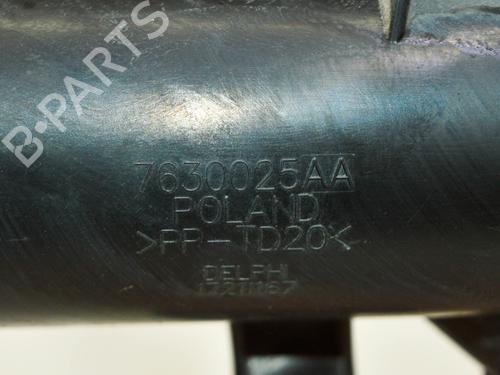 B-PARTS
7630025AA
POLAND
>PP-TD20<
DELPHI